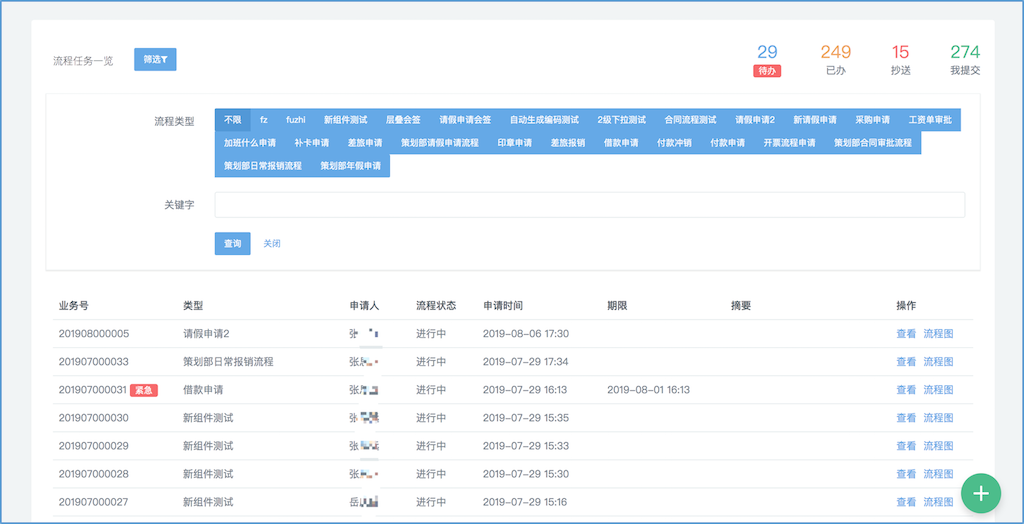 流程任务一览 筛选 29 249 15 274
待办 已办 抄送 我提交
流程类型 不限 fz fuzhi 新组件测试 层叠会签 请假申请会签 自动生成编码测试 2级下拉测试 合同流程测试 请假申请2 新请假申请 采购申请 工资单审批
加班什么申请 补卡申请 差旅申请 策划部请假申请流程 印章申请 差旅报销 借款申请 付款冲销 付款申请 开票流程申请 策划部合同审批流程
策划部日常报销流程 策划部年假申请
关键字
查询 关闭
业务号 类型 申请人 流程状态 申请时间 期限 摘要 操作
201908000005 请假申请2 张 进行中 2019-08-06 17:30 查看 流程图
201907000033 策划部日常报销流程 张 进行中 2019-07-29 17:34 查看 流程图
201907000031 紧急 借款申请 张 进行中 2019-07-29 16:13 2019-08-01 16:13 查看 流程图
201907000030 新组件测试 张 进行中 2019-07-29 15:35 查看 流程图
201907000029 新组件测试 张 进行中 2019-07-29 15:33 查看 流程图
201907000028 新组件测试 张 进行中 2019-07-29 15:30 查看 流程图
201907000027 新组件测试 岳 进行中 2019-07-29 15:16 查看 流程图